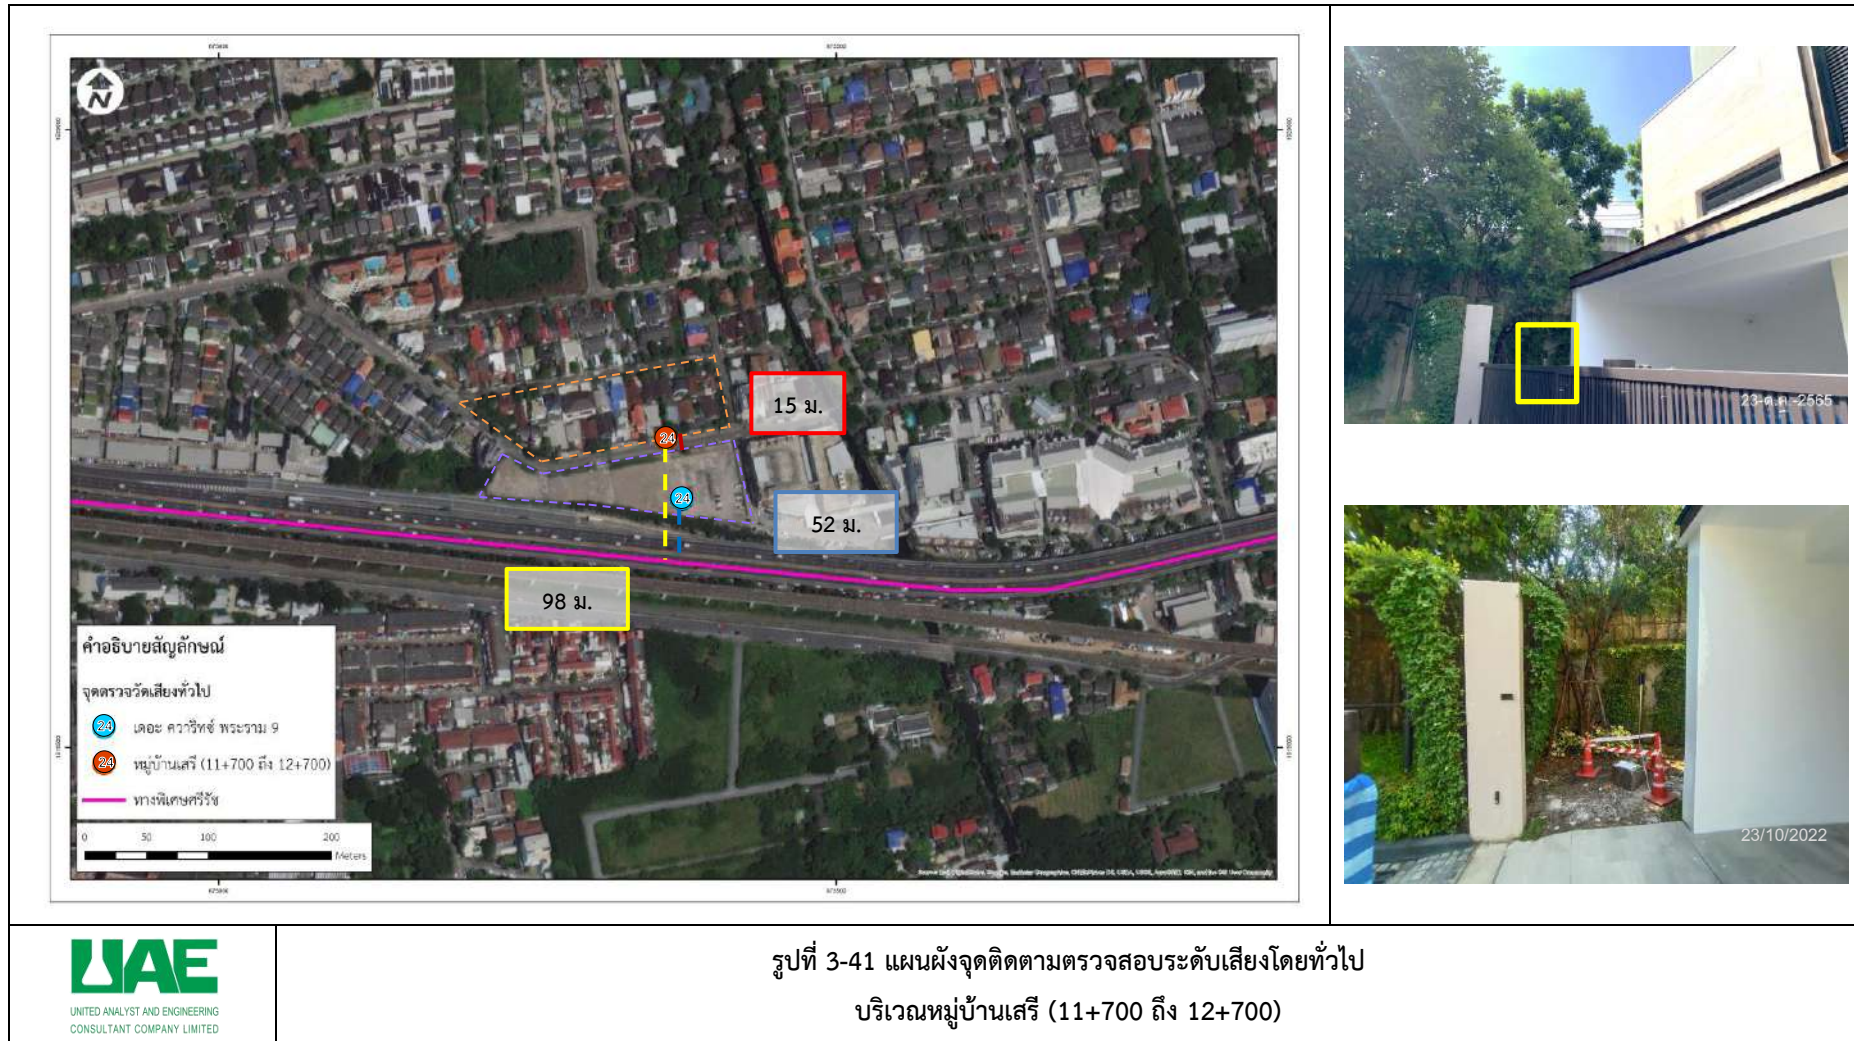 N
15 ม.
24
24
52 ม.
98 ม.
คำอธิบายสัญลักษณ์
จุดตรวจวัดเสียงทั่วไป
24 เดอะ ควาริทซ์ พระราม 9
24 หมู่บ้านเสรี (11+700 ถึง 12+700)
ทางพิเศษศรีรัช
0 50 100 200
Meters
23-ต.ค.-2565
23/10/2022
UAE
UNITED ANALYST AND ENGINEERING
CONSULTANT COMPANY LIMITED
รูปที่ 3-41 แผนผังจุดติดตามตรวจสอบระดับเสียงโดยทั่วไป
บริเวณหมู่บ้านเสรี (11+700 ถึง 12+700)